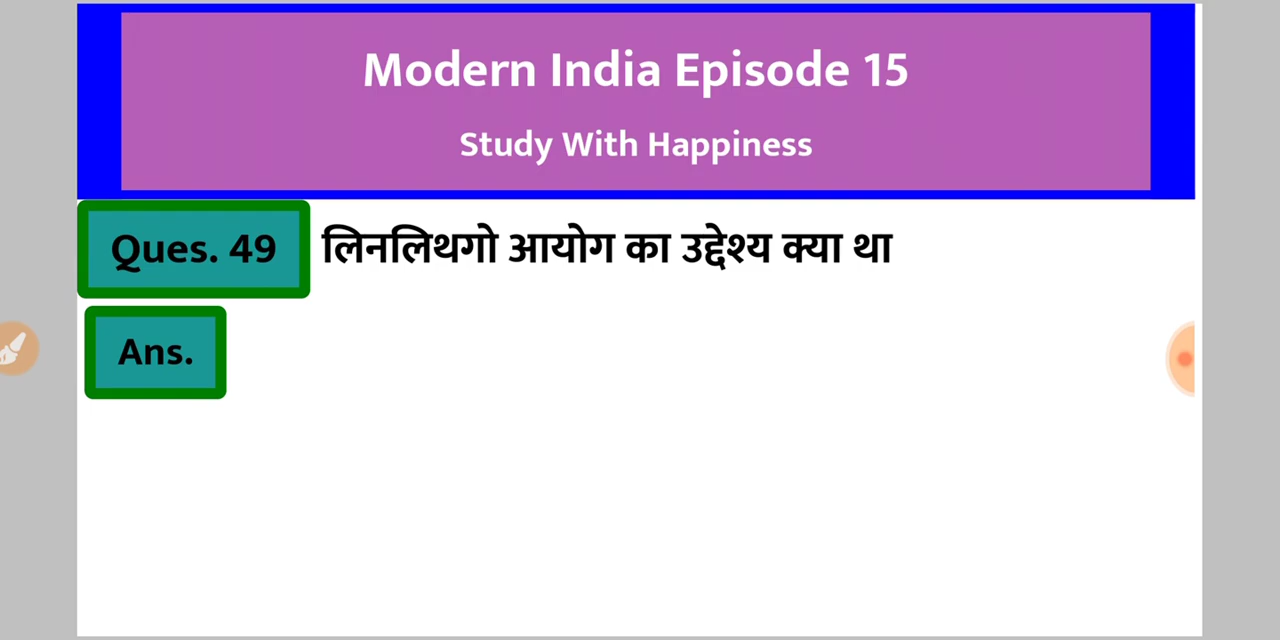 Modern India Episode 15
Study With Happiness
Ques. 49 लिनलिथगो आयोग का उद्देश्य क्या था
Ans.